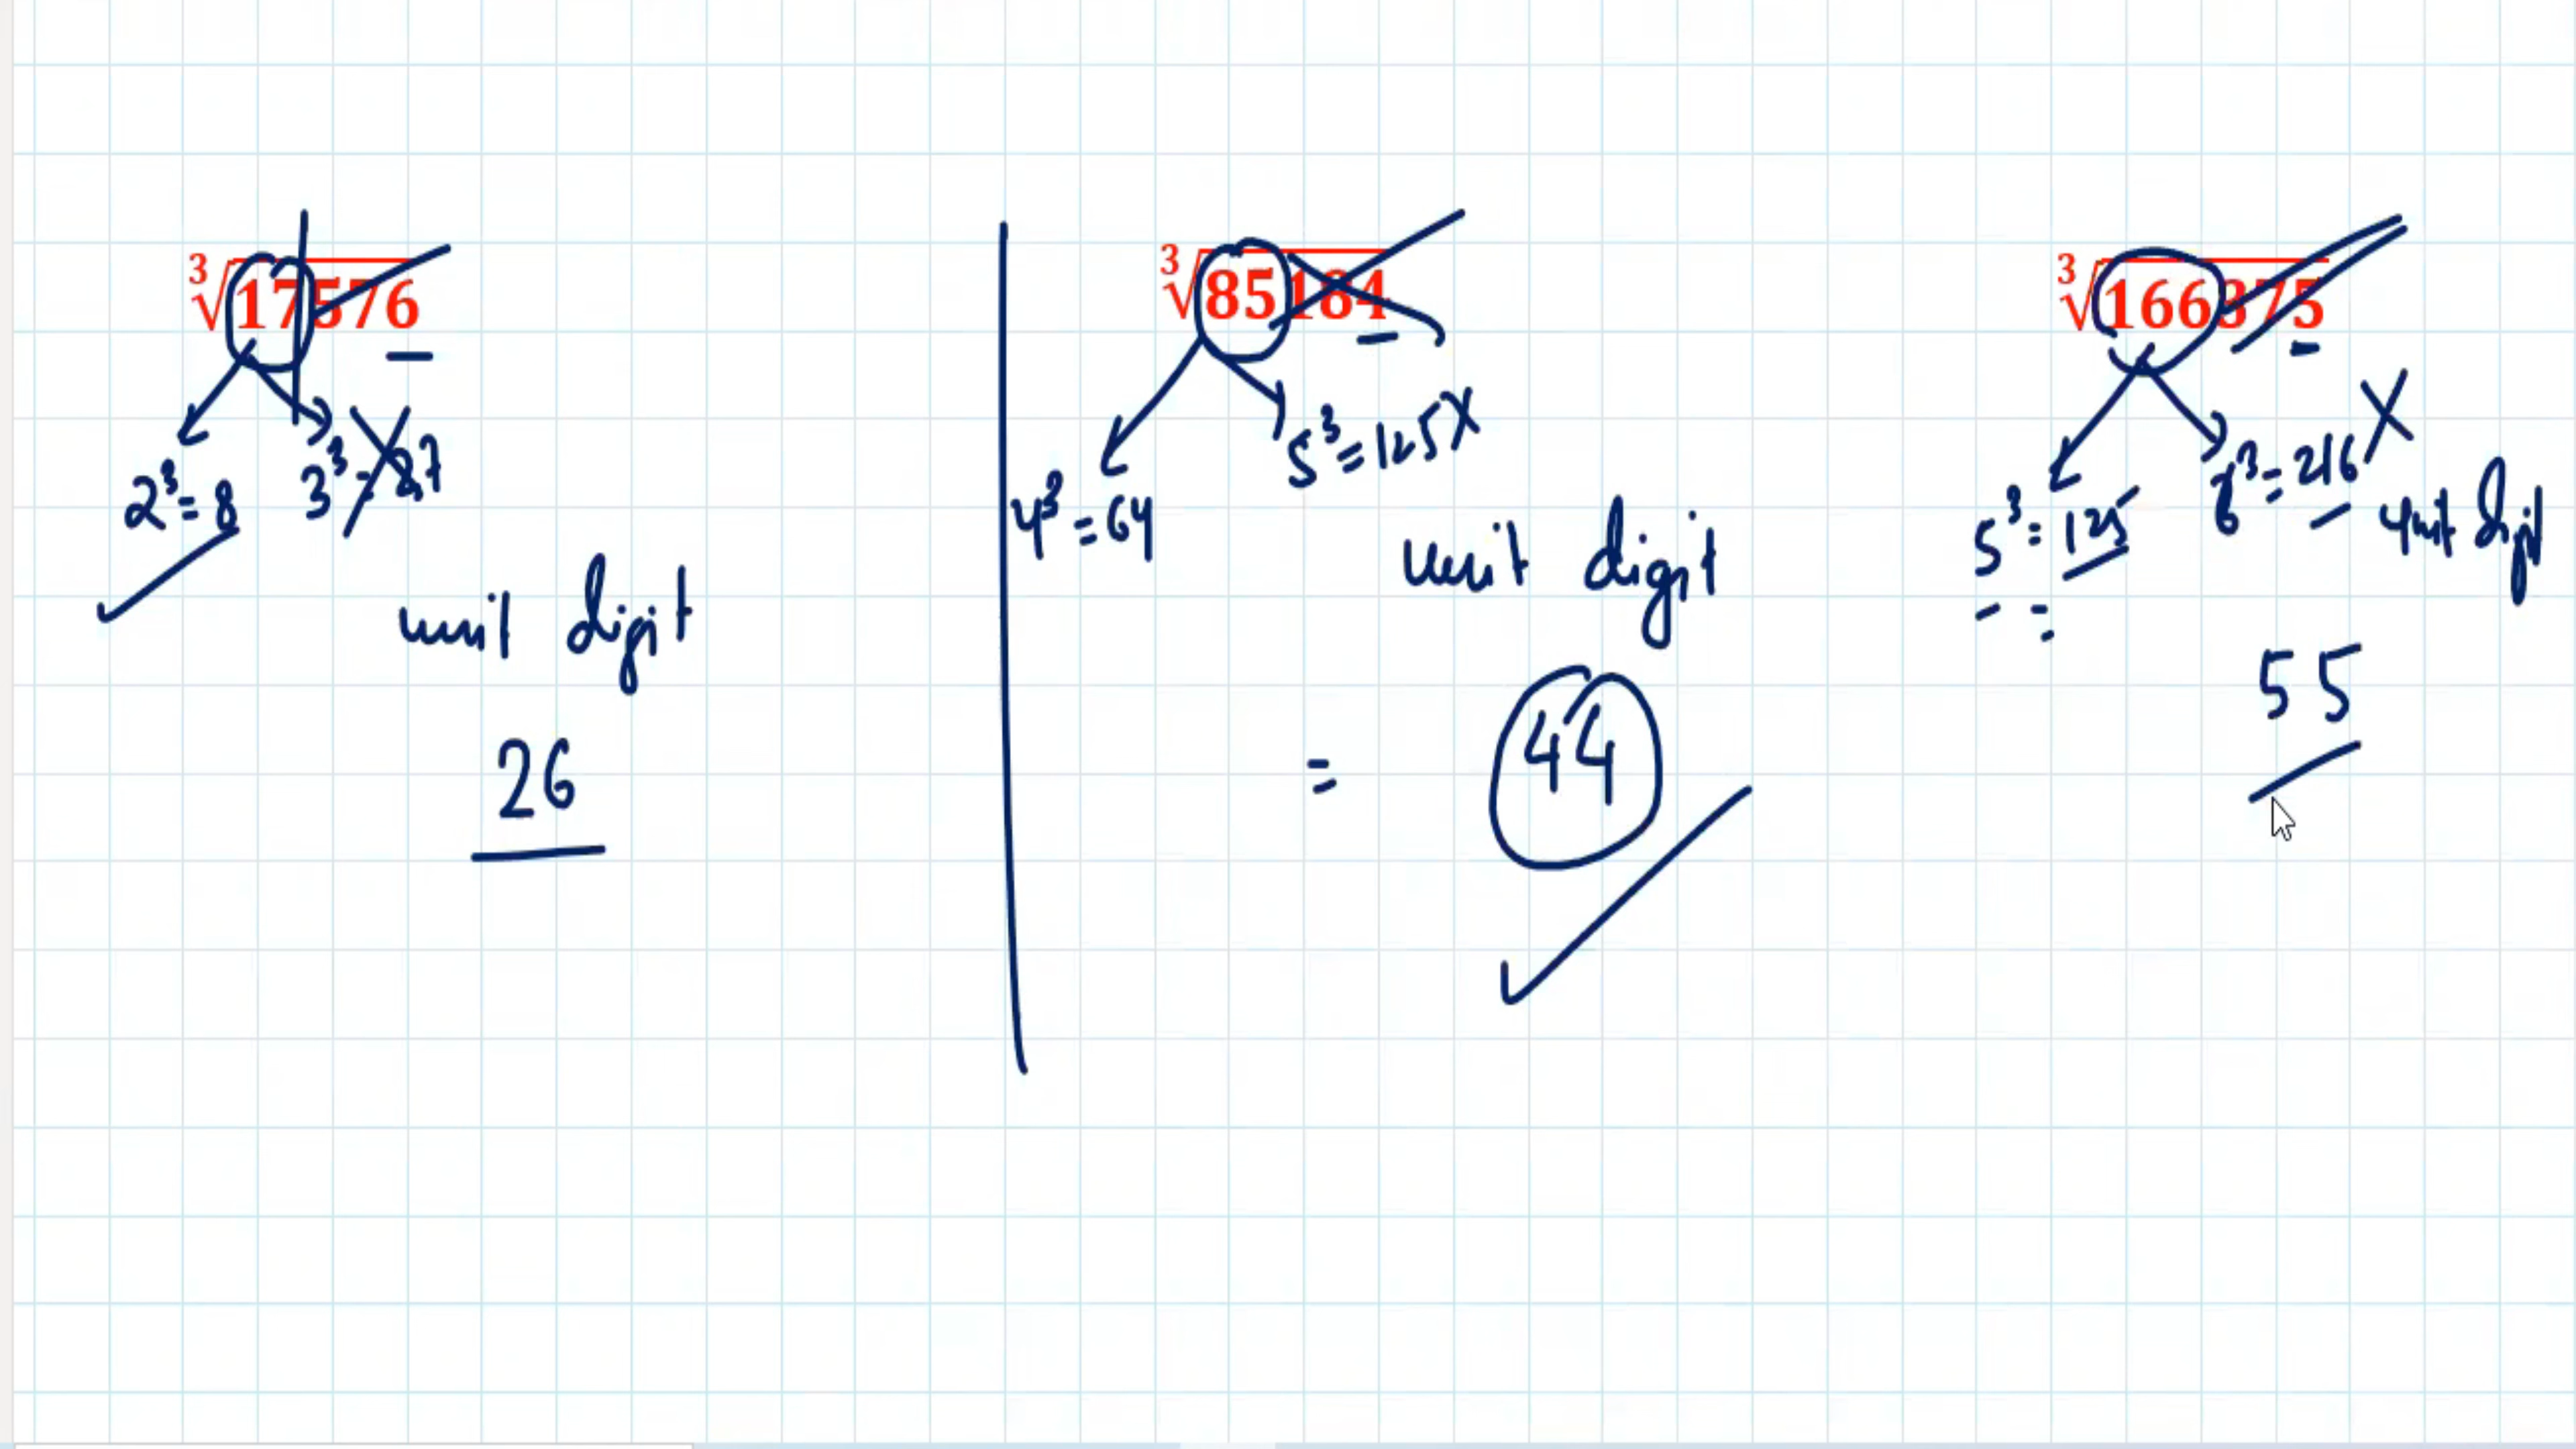 ∛17576
2³ = 8 3³ = 27
unit digit
26
∛85184
4³ = 64 5³ = 125 X
unit digit
= 44
∛166375
5³ = 125 6³ = 216 X
unit digit
55